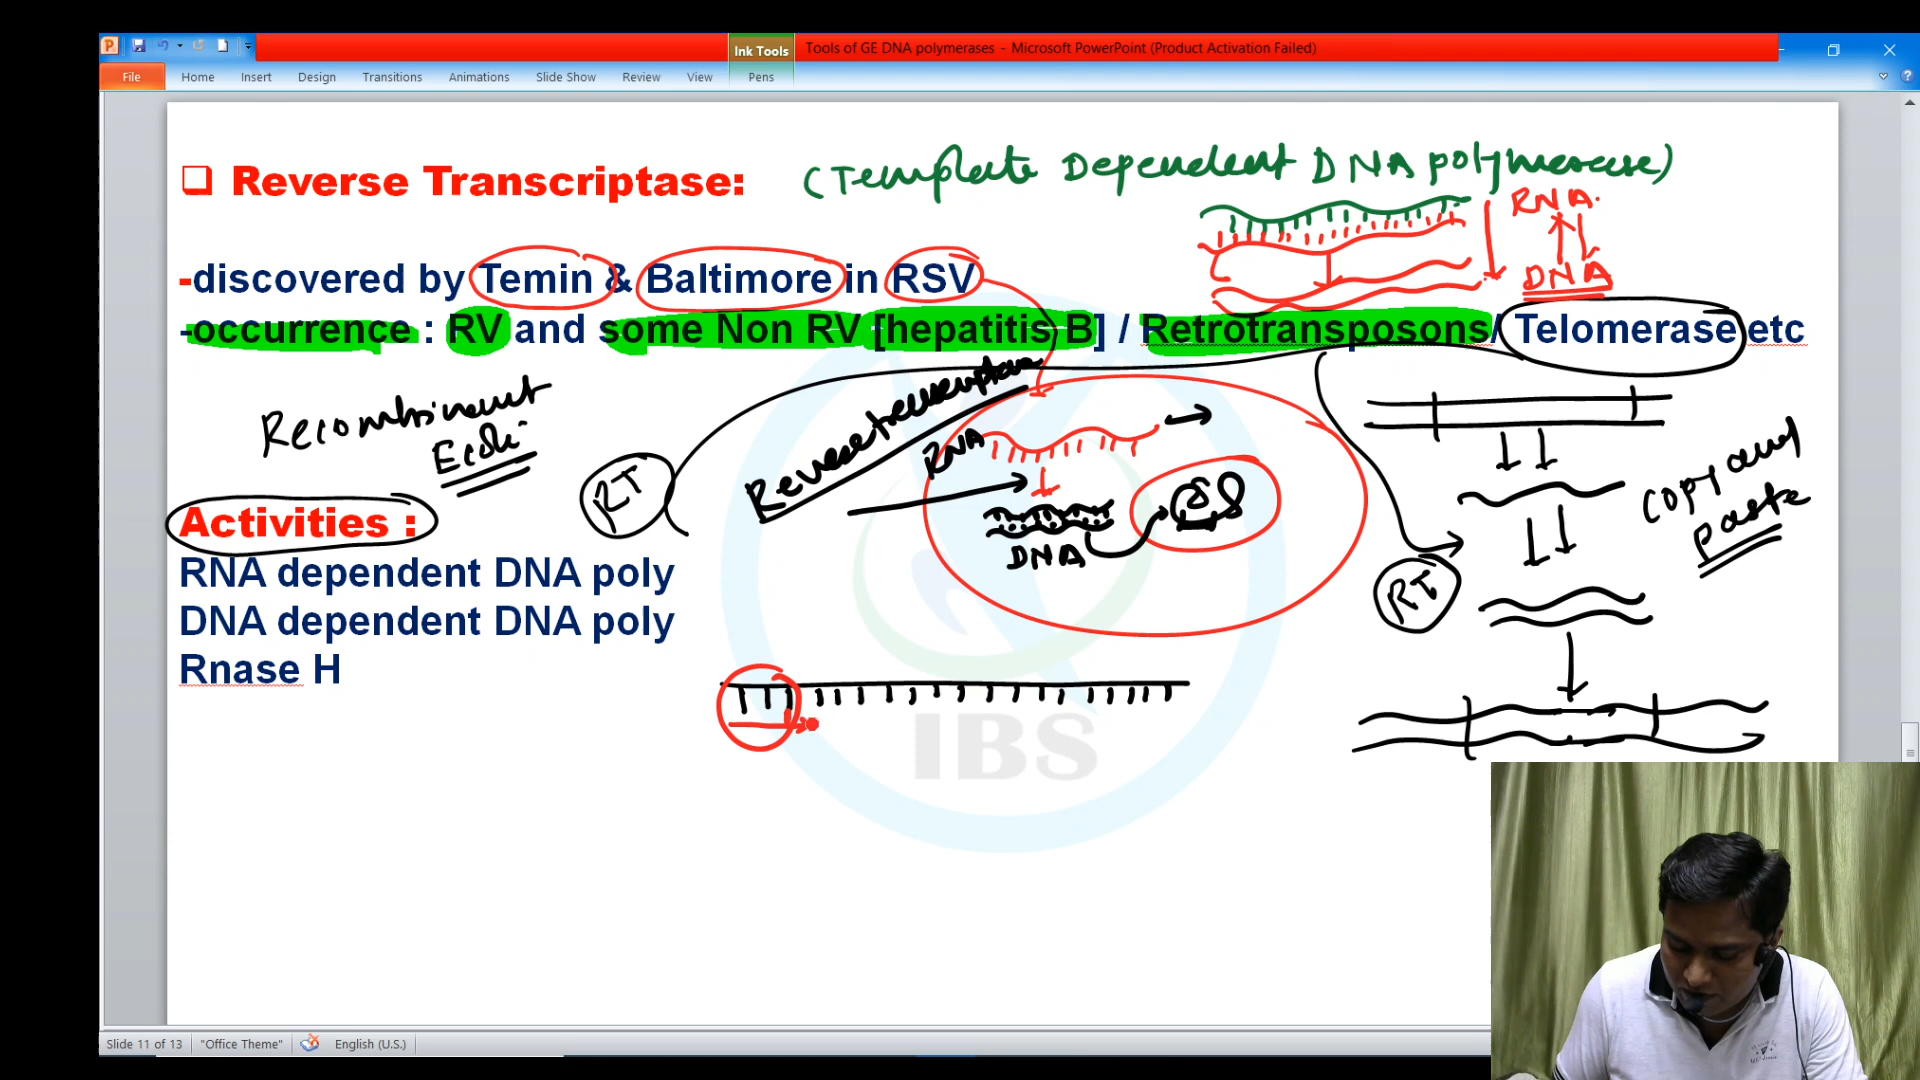 Ink Tools
Tools of GE DNA polymerases - Microsoft PowerPoint (Product Activation Failed)
File Home Insert Design Transitions Animations Slide Show Review View Pens
Reverse Transcriptase: (Template Dependent DNA polymerase)
RNA.
DNA
-discovered by Temin & Baltimore in RSV
-occurrence : RV and some Non RV [hepatitis B] / Retrotransposons/ Telomerase etc
Recombinant
Ecoli
RT
Reverse transcription
RNA
DNA
RT
copy and
paste
Activities :
RNA dependent DNA poly
DNA dependent DNA poly
Rnase H
IBS
Slide 11 of 13 "Office Theme" English (U.S.)